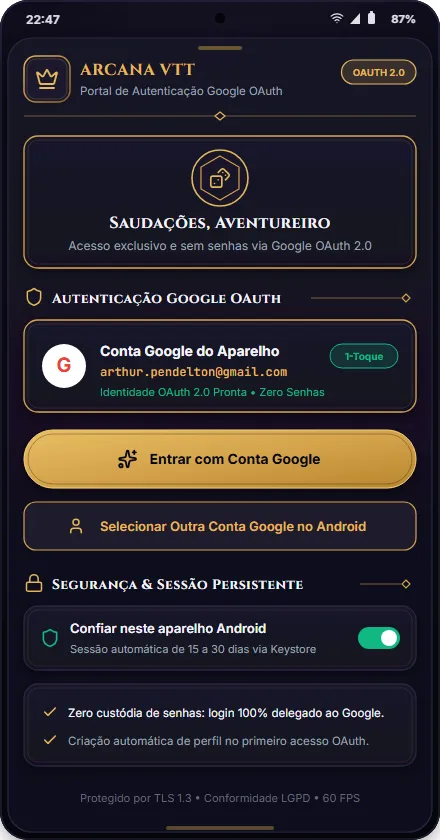 22:47
87%
ARCANA VTT
Portal de Autenticação Google OAuth
OAUTH 2.0
Saudações, Aventureiro
Acesso exclusivo e sem senhas via Google OAuth 2.0
Autenticação Google OAuth
G
Conta Google do Aparelho
arthur.pendelton@gmail.com
Identidade OAuth 2.0 Pronta • Zero Senhas
1-Toque
Entrar com Conta Google
Selecionar Outra Conta Google no Android
Segurança & Sessão Persistente
Confiar neste aparelho Android
Sessão automática de 15 a 30 dias via Keystore
Zero custódia de senhas: login 100% delegado ao Google.
Criação automática de perfil no primeiro acesso OAuth.
Protegido por TLS 1.3 • Conformidade LGPD • 60 FPS